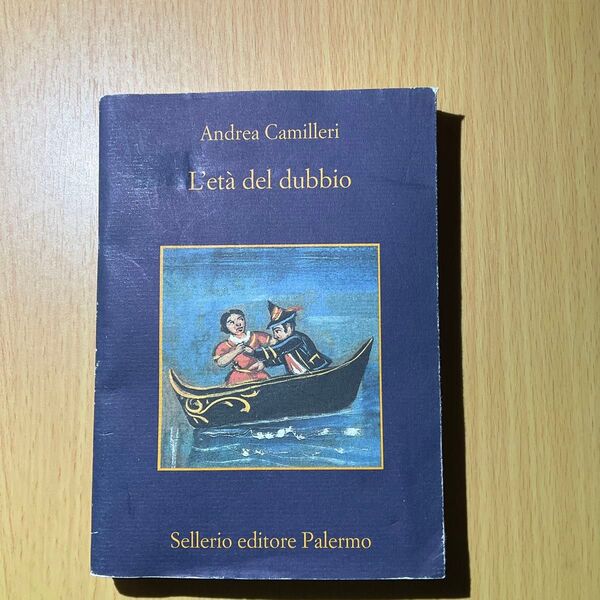 Andrea Camilleri
L'età del dubbio
Sellerio editore Palermo